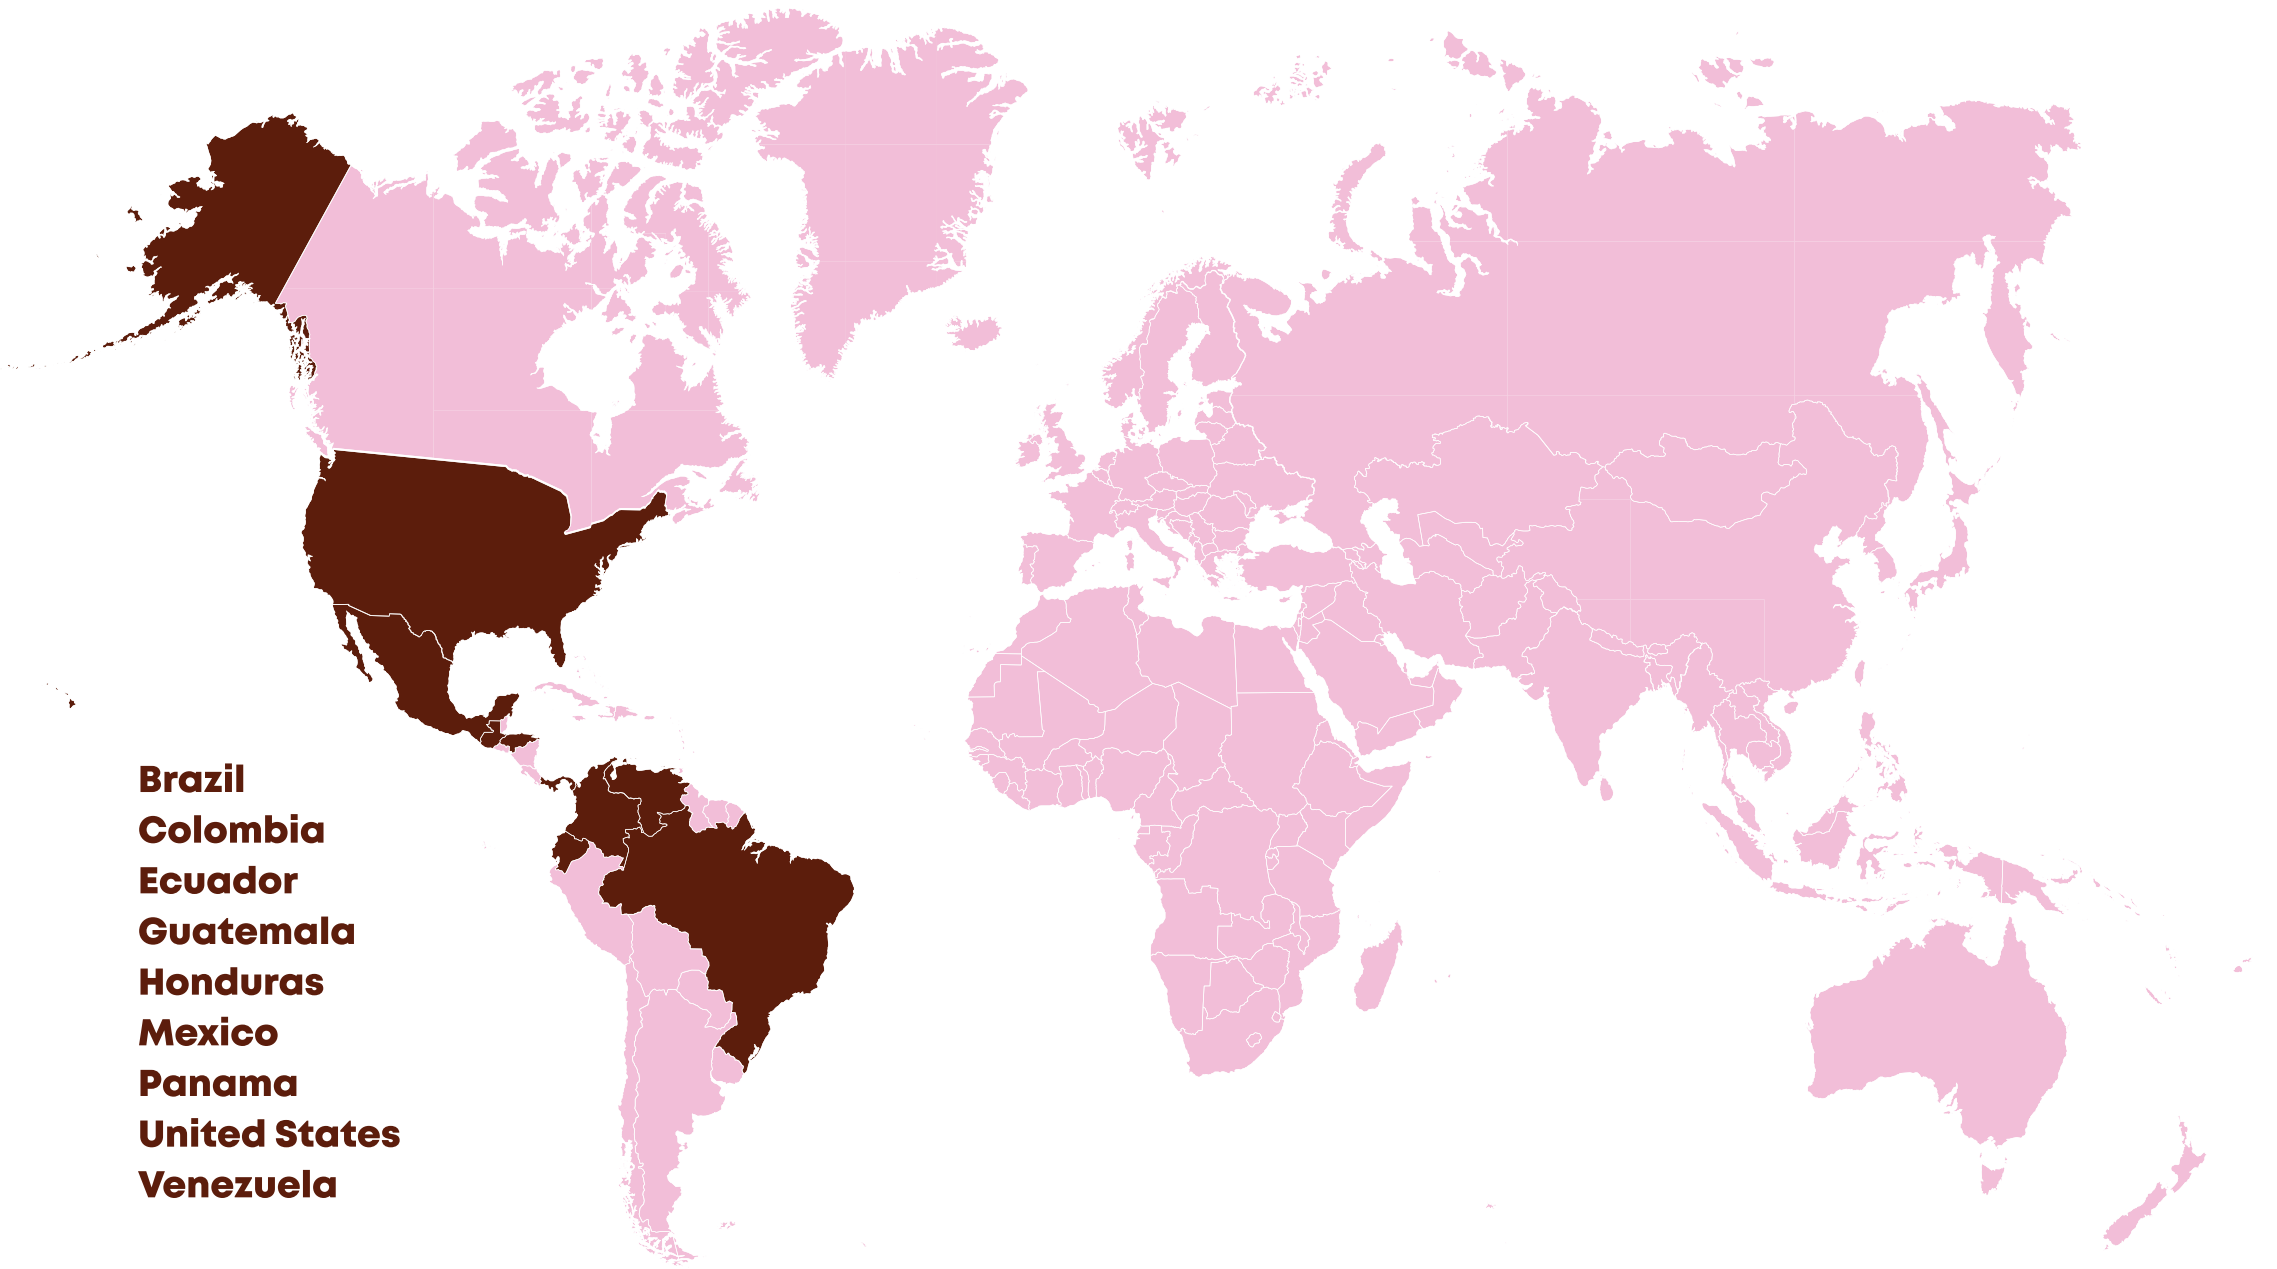 Brazil
Colombia
Ecuador
Guatemala
Honduras
Mexico
Panama
United States
Venezuela